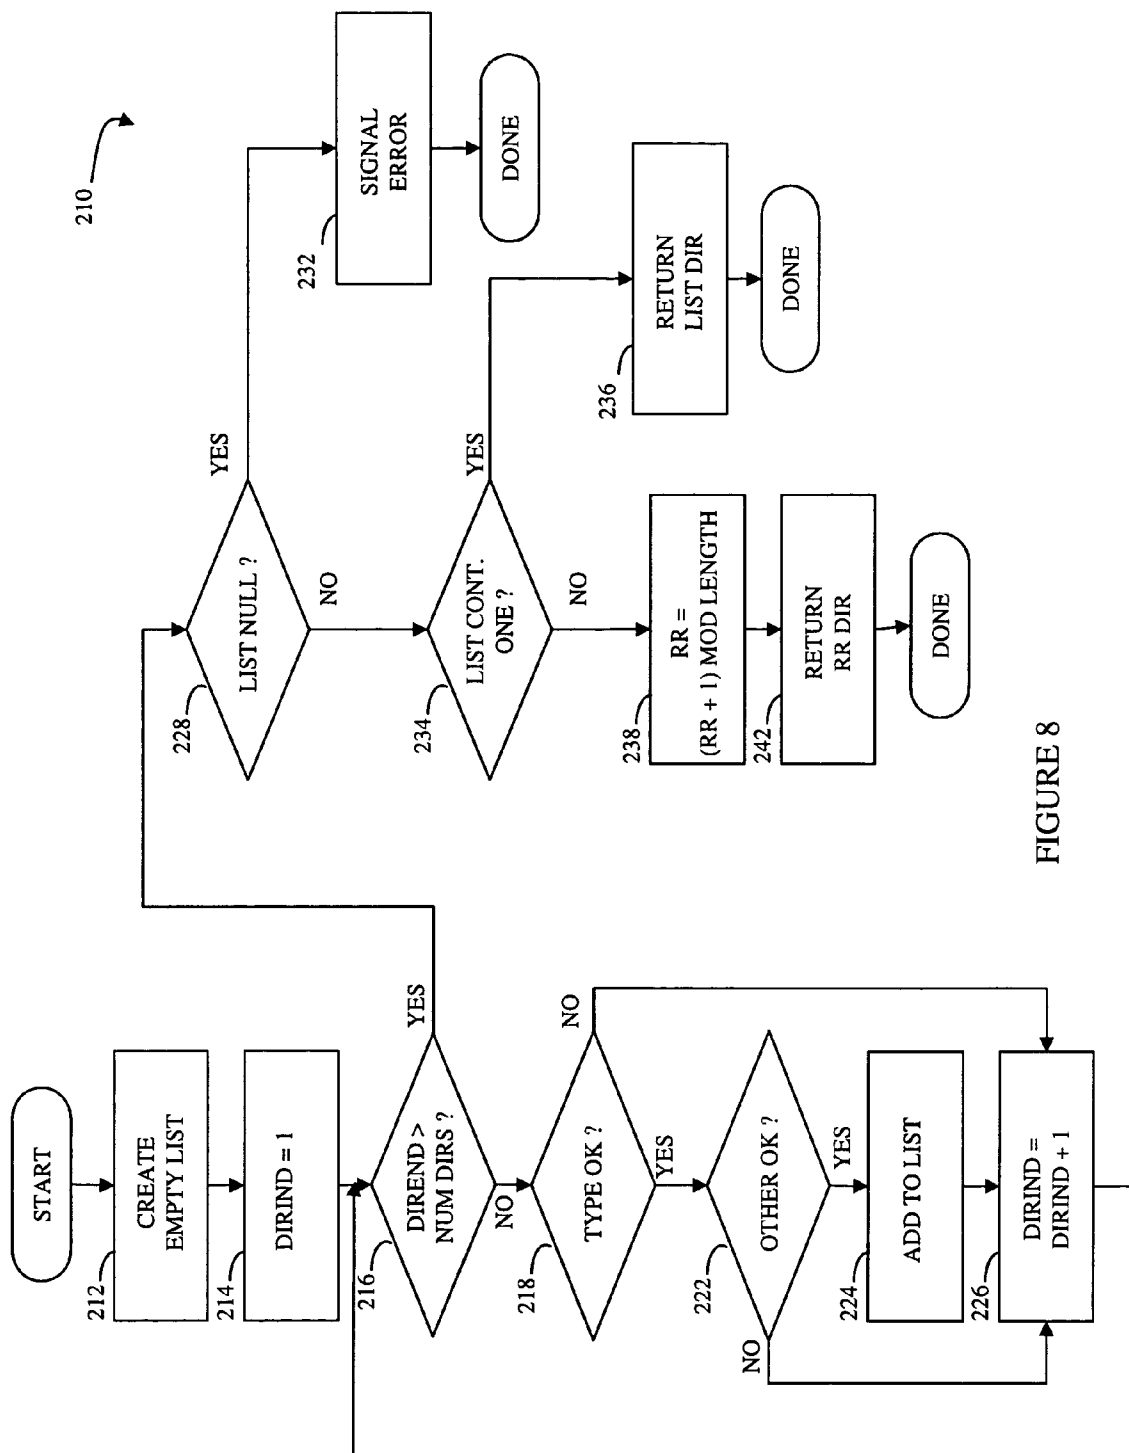 210
START
212
CREATE
EMPTY LIST
214
DIRIND = 1
216
DIREND >
NUM DIRS ?
YES
NO
218
TYPE OK ?
NO
YES
222
OTHER OK ?
NO
YES
224
ADD TO LIST
226
DIRIND =
DIRIND + 1
228
LIST NULL ?
YES
NO
232
SIGNAL
ERROR
DONE
234
LIST CONT.
ONE ?
YES
NO
236
RETURN
LIST DIR
DONE
238
RR =
(RR + 1) MOD LENGTH
242
RETURN
RR DIR
DONE
FIGURE 8